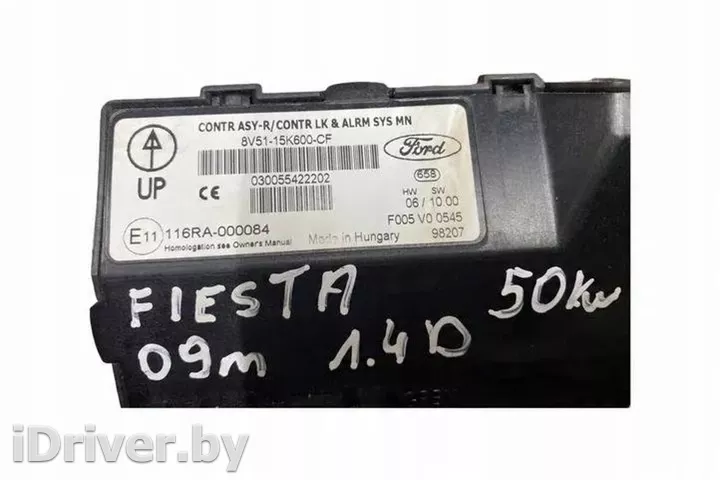 CONTR ASY-R/CONTR LK & ALRM SYS MN
8V51-15K600-CF
Ford
030055422202
UP
CE
658
HW SW
06 / 10.00
E11 116RA-000084
F005 V0 0545
Homologation see Owner's Manual
Made in Hungary
98207
FIESTA 50kw
09m 1.4D
iDriver.by